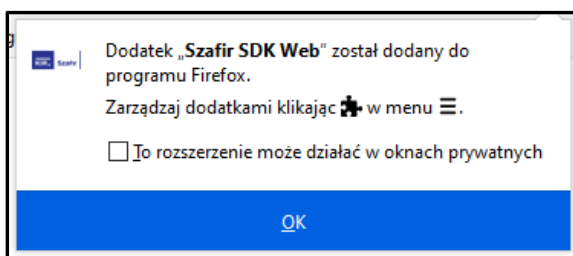 Dodatek „Szafir SDK Web” został dodany do
programu Firefox.
Szafir
Zarządzaj dodatkami klikając w menu ☰.
To rozszerzenie może działać w oknach prywatnych
OK